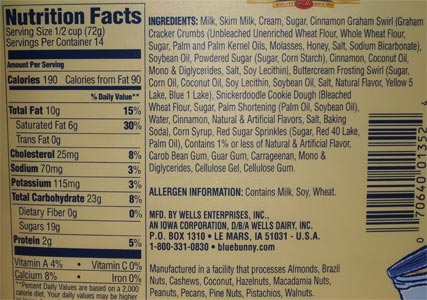 Nutrition Facts
Serving Size 1/2 cup (72g)
Servings Per Container 14
Amount Per Serving
Calories 190 Calories from Fat 90
% Daily Value**
Total Fat 10g 15%
Saturated Fat 6g 30%
Trans Fat 0g
Cholesterol 25mg 8%
Sodium 70mg 3%
Potassium 115mg 3%
Total Carbohydrate 23g 8%
Dietary Fiber 0g 0%
Sugars 19g
Protein 2g 5%
Vitamin A 4% • Vitamin C 0%
Calcium 8% • Iron 0%
**Percent Daily Values are based on a 2,000
calorie diet. Your daily values may be higher
INGREDIENTS: Milk, Skim Milk, Cream, Sugar, Cinnamon Graham Swirl (Graham
Cracker Crumbs (Unbleached Unenriched Wheat Flour, Whole Wheat Flour,
Sugar, Palm and Palm Kernel Oils, Molasses, Honey, Salt, Sodium Bicarbonate),
Soybean Oil, Powdered Sugar (Sugar, Corn Starch), Cinnamon, Coconut Oil,
Mono & Diglycerides, Salt, Soy Lecithin), Buttercream Frosting Swirl (Sugar,
Corn Oil, Coconut Oil, Soy Lecithin, Soybean Oil, Salt, Natural Flavor, Yellow 5
Lake, Blue 1 Lake), Snickerdoodle Cookie Dough (Bleached
Wheat Flour, Sugar, Palm Shortening (Palm Oil, Soybean Oil),
Water, Cinnamon, Natural & Artificial Flavors, Salt, Baking
Soda), Corn Syrup, Red Sugar Sprinkles (Sugar, Red 40 Lake,
Palm Oil), Contains 1% or less of Natural & Artificial Flavor,
Carob Bean Gum, Guar Gum, Carrageenan, Mono &
Diglycerides, Cellulose Gel, Cellulose Gum.
ALLERGEN INFORMATION: Contains Milk, Soy, Wheat.
MFD. BY WELLS ENTERPRISES, INC.,
AN IOWA CORPORATION, D/B/A WELLS DAIRY, INC.
P.O. BOX 1310 • LE MARS, IA 51031 - U.S.A.
1-800-331-0830 • bluebunny.com
Manufactured in a facility that processes Almonds, Brazil
Nuts, Cashews, Coconut, Hazelnuts, Macadamia Nuts,
Peanuts, Pecans, Pine Nuts, Pistachios, Walnuts.
0 70640 01352 4